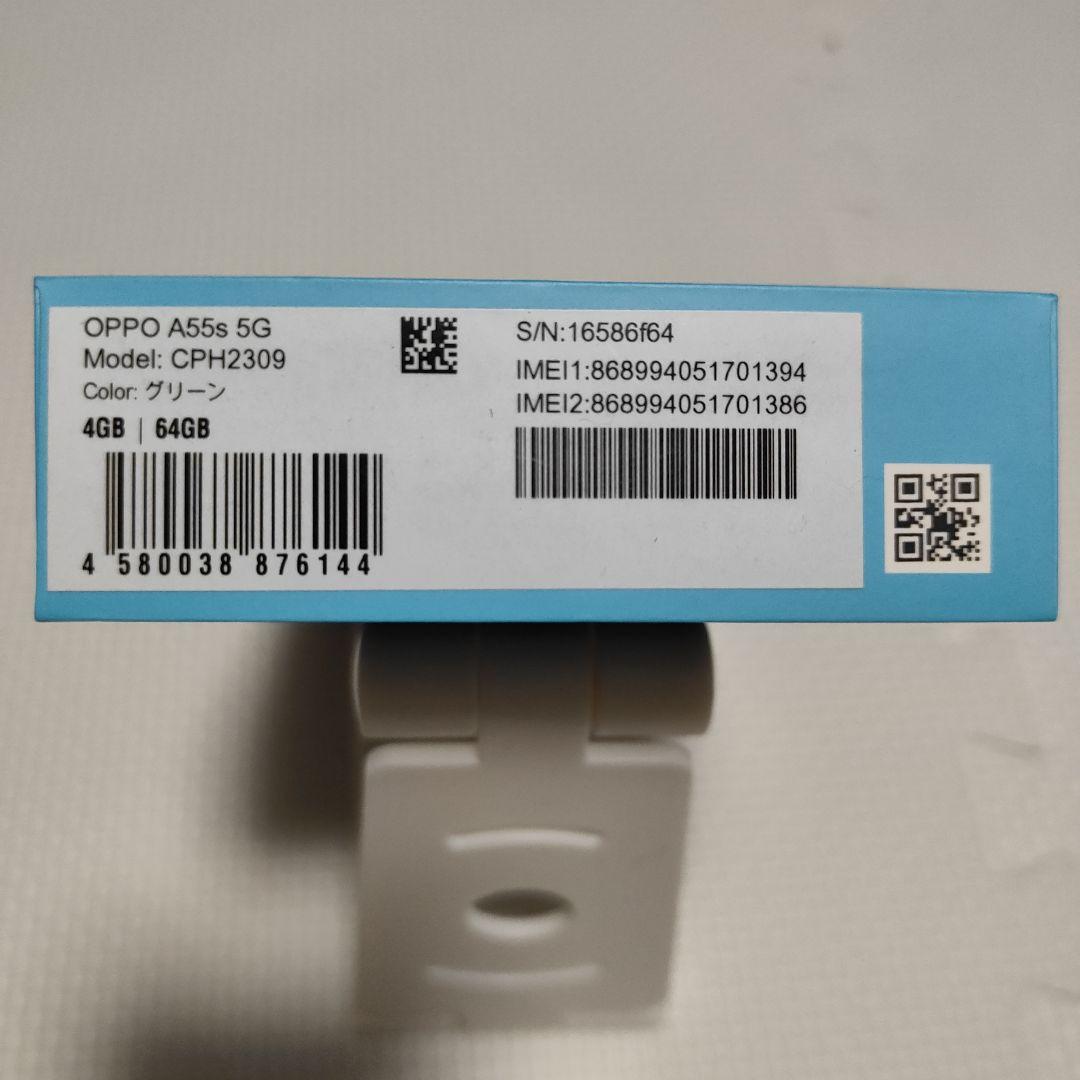 OPPO A55s 5G
Model: CPH2309
Color: グリーン
4GB | 64GB
4 580038 876144
S/N:16586f64
IMEI1:868994051701394
IMEI2:868994051701386